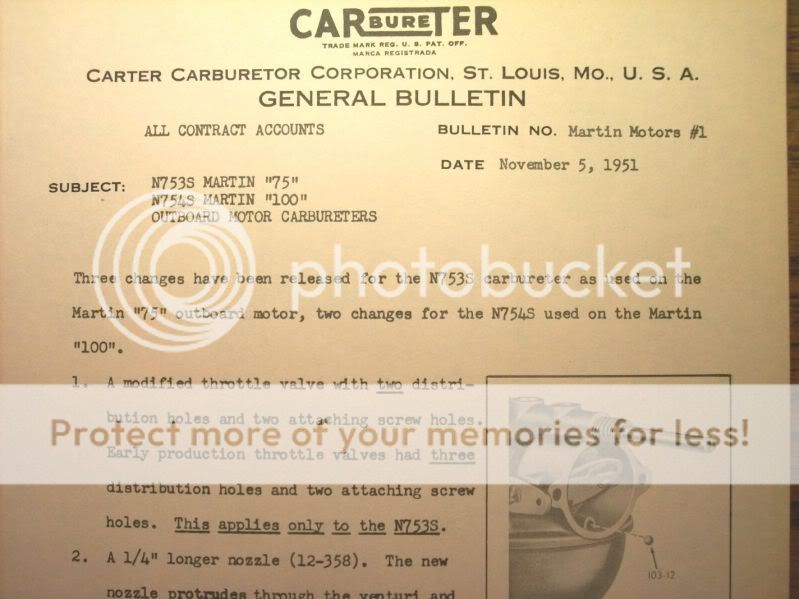 CARBURETER
TRADE MARK REG. U. S. PAT. OFF.
MARCA REGISTRADA
CARTER CARBURETOR CORPORATION, ST. LOUIS, MO., U. S. A.
GENERAL BULLETIN
ALL CONTRACT ACCOUNTS
BULLETIN NO. Martin Motors #1
DATE November 5, 1951
SUBJECT: N753S MARTIN "75"
N754S MARTIN "100"
OUTBOARD MOTOR CARBURETERS
Three changes have been released for the N753S carbureter as used on the
Martin "75" outboard motor, two changes for the N754S used on the Martin
"100".
1. A modified throttle valve with two distri-
bution holes and two attaching screw holes.
Early production throttle valves had three
distribution holes and two attaching screw
holes. This applies only to the N753S.
2. A 1/4" longer nozzle (12-358). The new
nozzle protrudes through the venturi and
103-12
photobucket
Protect more of your memories for less!